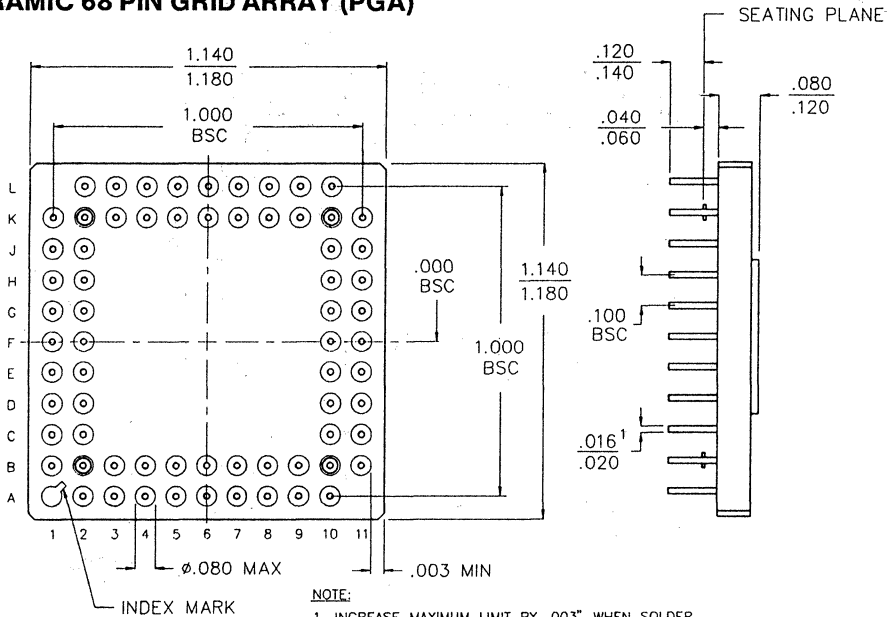 RAMIC 68 PIN GRID ARRAY (PGA)
SEATING PLANE
1.140
1.180
1.000
BSC
.120
.140
.080
.120
.040
.060
L
K
J
H
G
F
E
D
C
B
A
.000
BSC
1.140
1.180
1.000
BSC
.100
BSC
.016 1
.020
1 2 3 4 5 6 7 8 9 10 11
Ø.080 MAX
.003 MIN
INDEX MARK
NOTE:
1. INCREASE MAXIMUM LIMIT BY .003" WHEN SOLDER